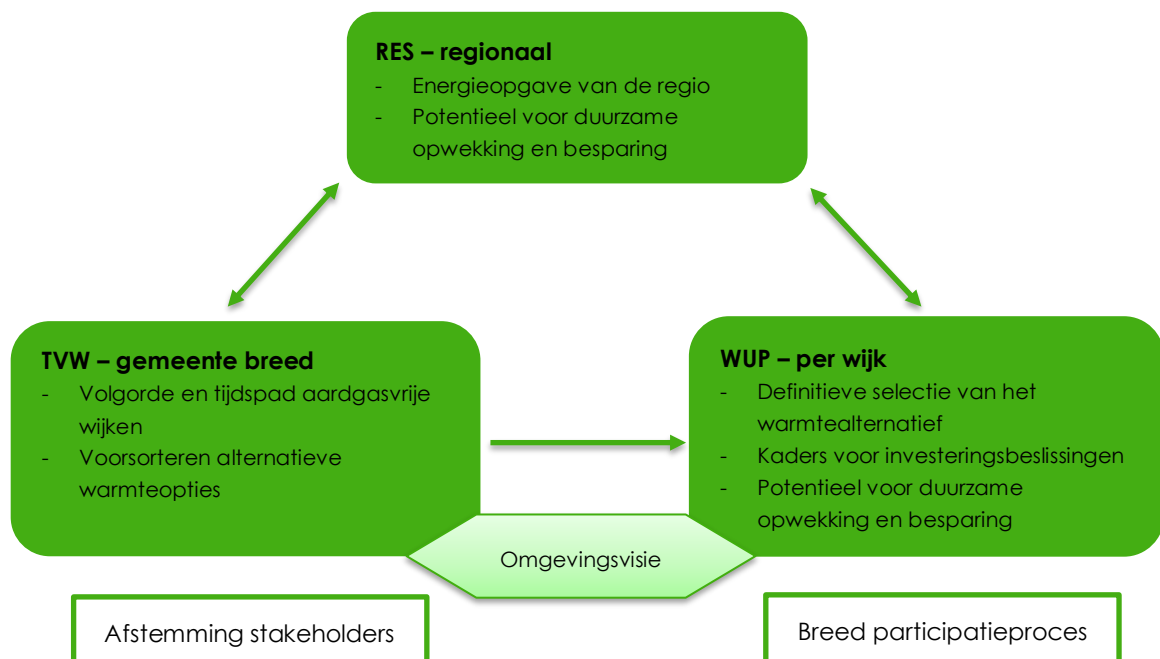 RES – regionaal
- Energieopgave van de regio
- Potentieel voor duurzame
opwekking en besparing
TVW – gemeente breed
- Volgorde en tijdspad aardgasvrije
wijken
- Voorsorteren alternatieve
warmteopties
WUP – per wijk
- Definitieve selectie van het
warmtealternatief
- Kaders voor investeringsbeslissingen
- Potentieel voor duurzame
opwekking en besparing
Omgevingsvisie
Afstemming stakeholders
Breed participatieproces